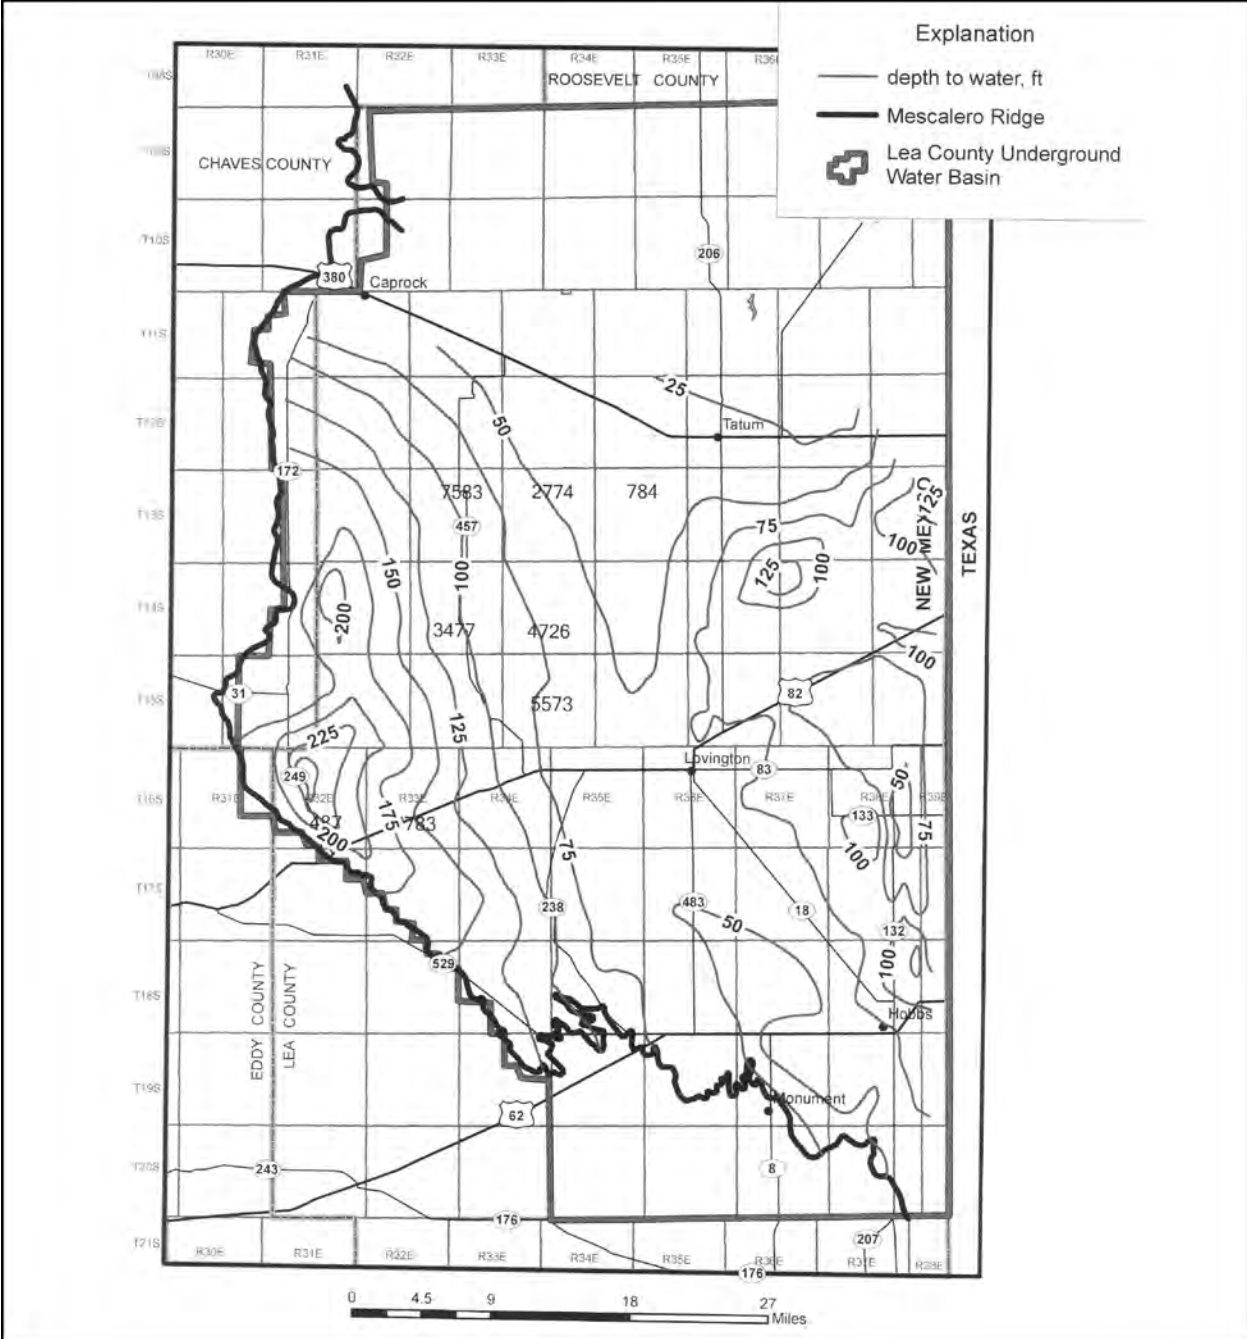 Explanation
depth to water, ft
Mescalero Ridge
Lea County Underground
Water Basin
R30E R31E R32E R33E R34E R35E
ROOSEVELT COUNTY
CHAVES COUNTY
T10S
206
380
Caprock
T11S
25
50
T12S
Tatum
172
7583 2774 784
T13S
457
75
125
100
NEW MEXICO
TEXAS
150
100
125
100
T14S
200
3477 4726
100
31
T15S
82
5573
125
225
Lovington
83
249
50
T16S
R31E R32E R33E R34E R35E R36E R37E R38E R39E
487 783
175
133
75
200
75
100
T17S
238
483
50
18
132
529
100
T18S
Hobbs
EDDY COUNTY
LEA COUNTY
T19S
62
Monument
T20S
243
8
176
207
T21S
R30E R31E R32E R33E R34E R35E R36E R37E R38E
176
0 4.5 9 18 27
Miles